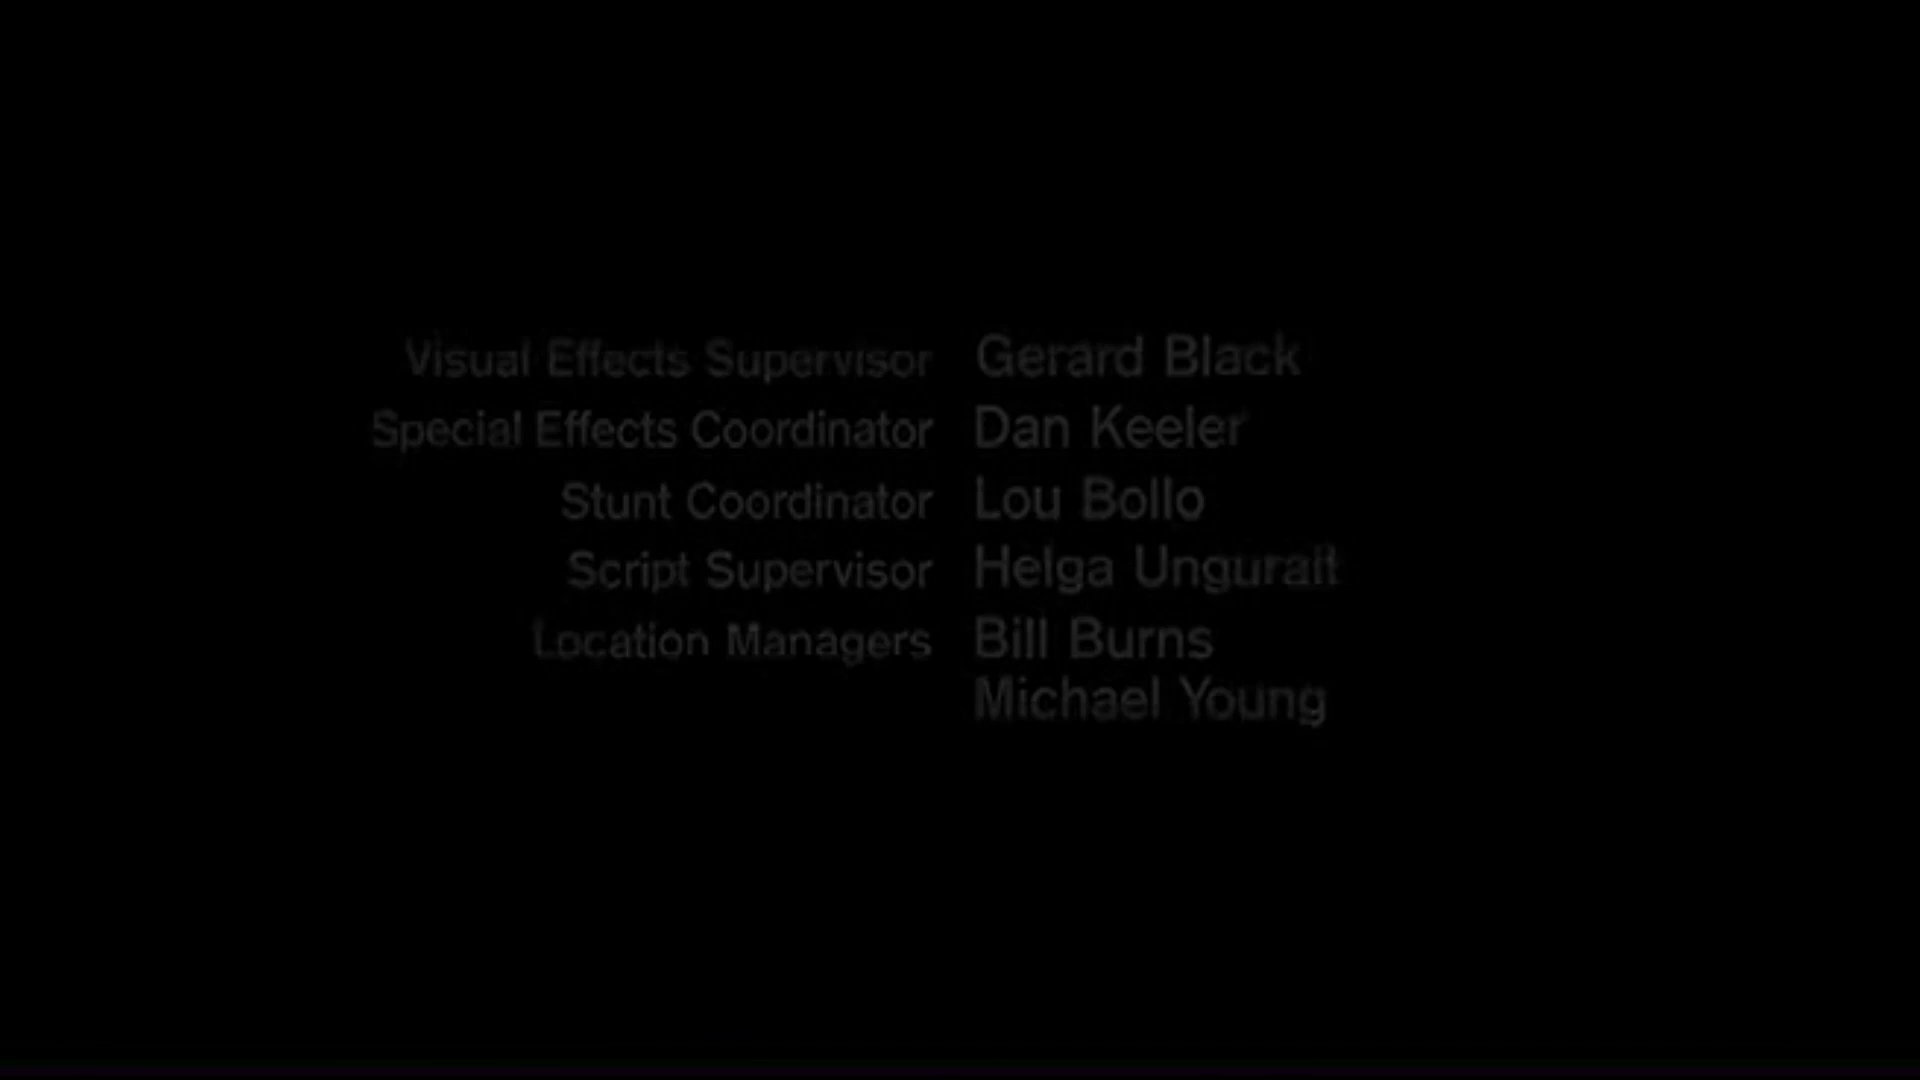 Visual Effects Supervisor Gerard Black
Special Effects Coordinator Dan Keeler
Stunt Coordinator Lou Bollo
Script Supervisor Helga Ungurait
Location Managers Bill Burns
Michael Young